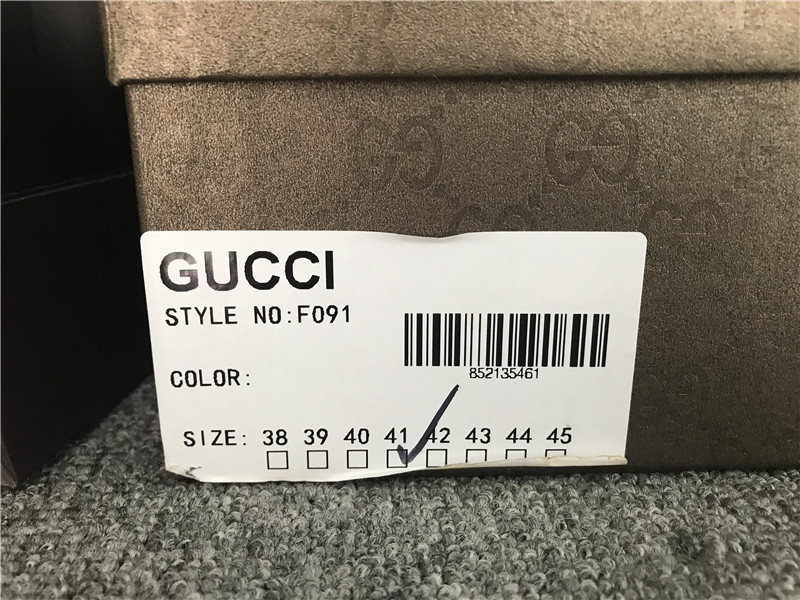 GUCCI
STYLE NO:F091
852135461
COLOR:
SIZE: 38 39 40 41 42 43 44 45